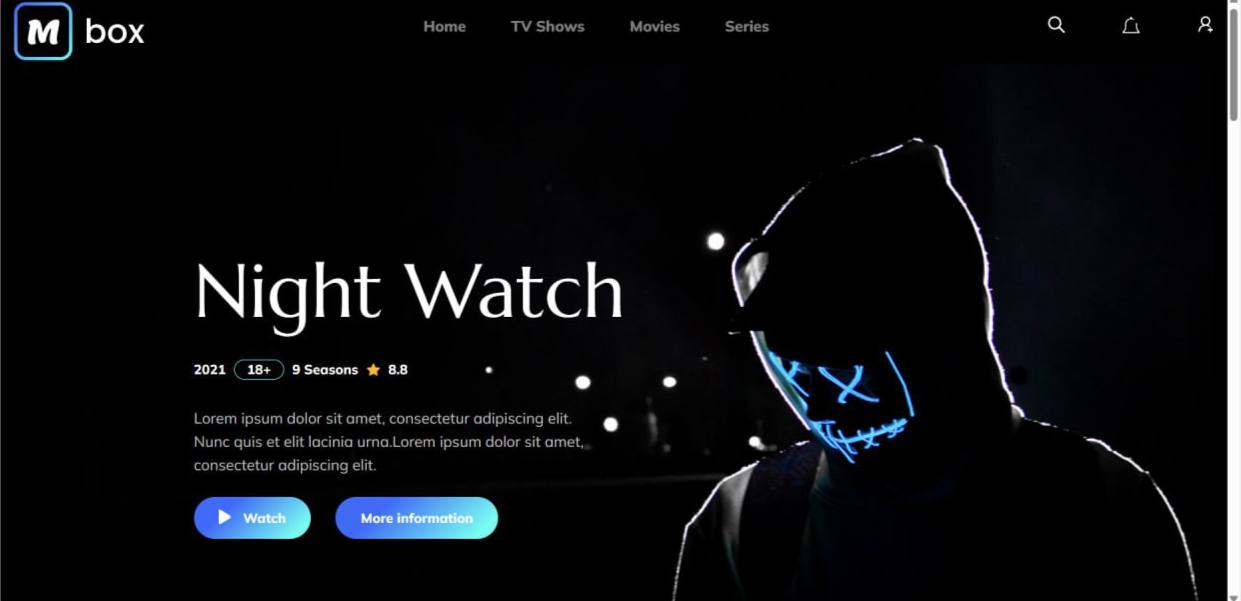 M box
Home TV Shows Movies Series
Night Watch
2021 18+ 9 Seasons 8.8
Lorem ipsum dolor sit amet, consectetur adipiscing elit.
Nunc quis et elit lacinia urna.Lorem ipsum dolor sit amet,
consectetur adipiscing elit.
Watch More information